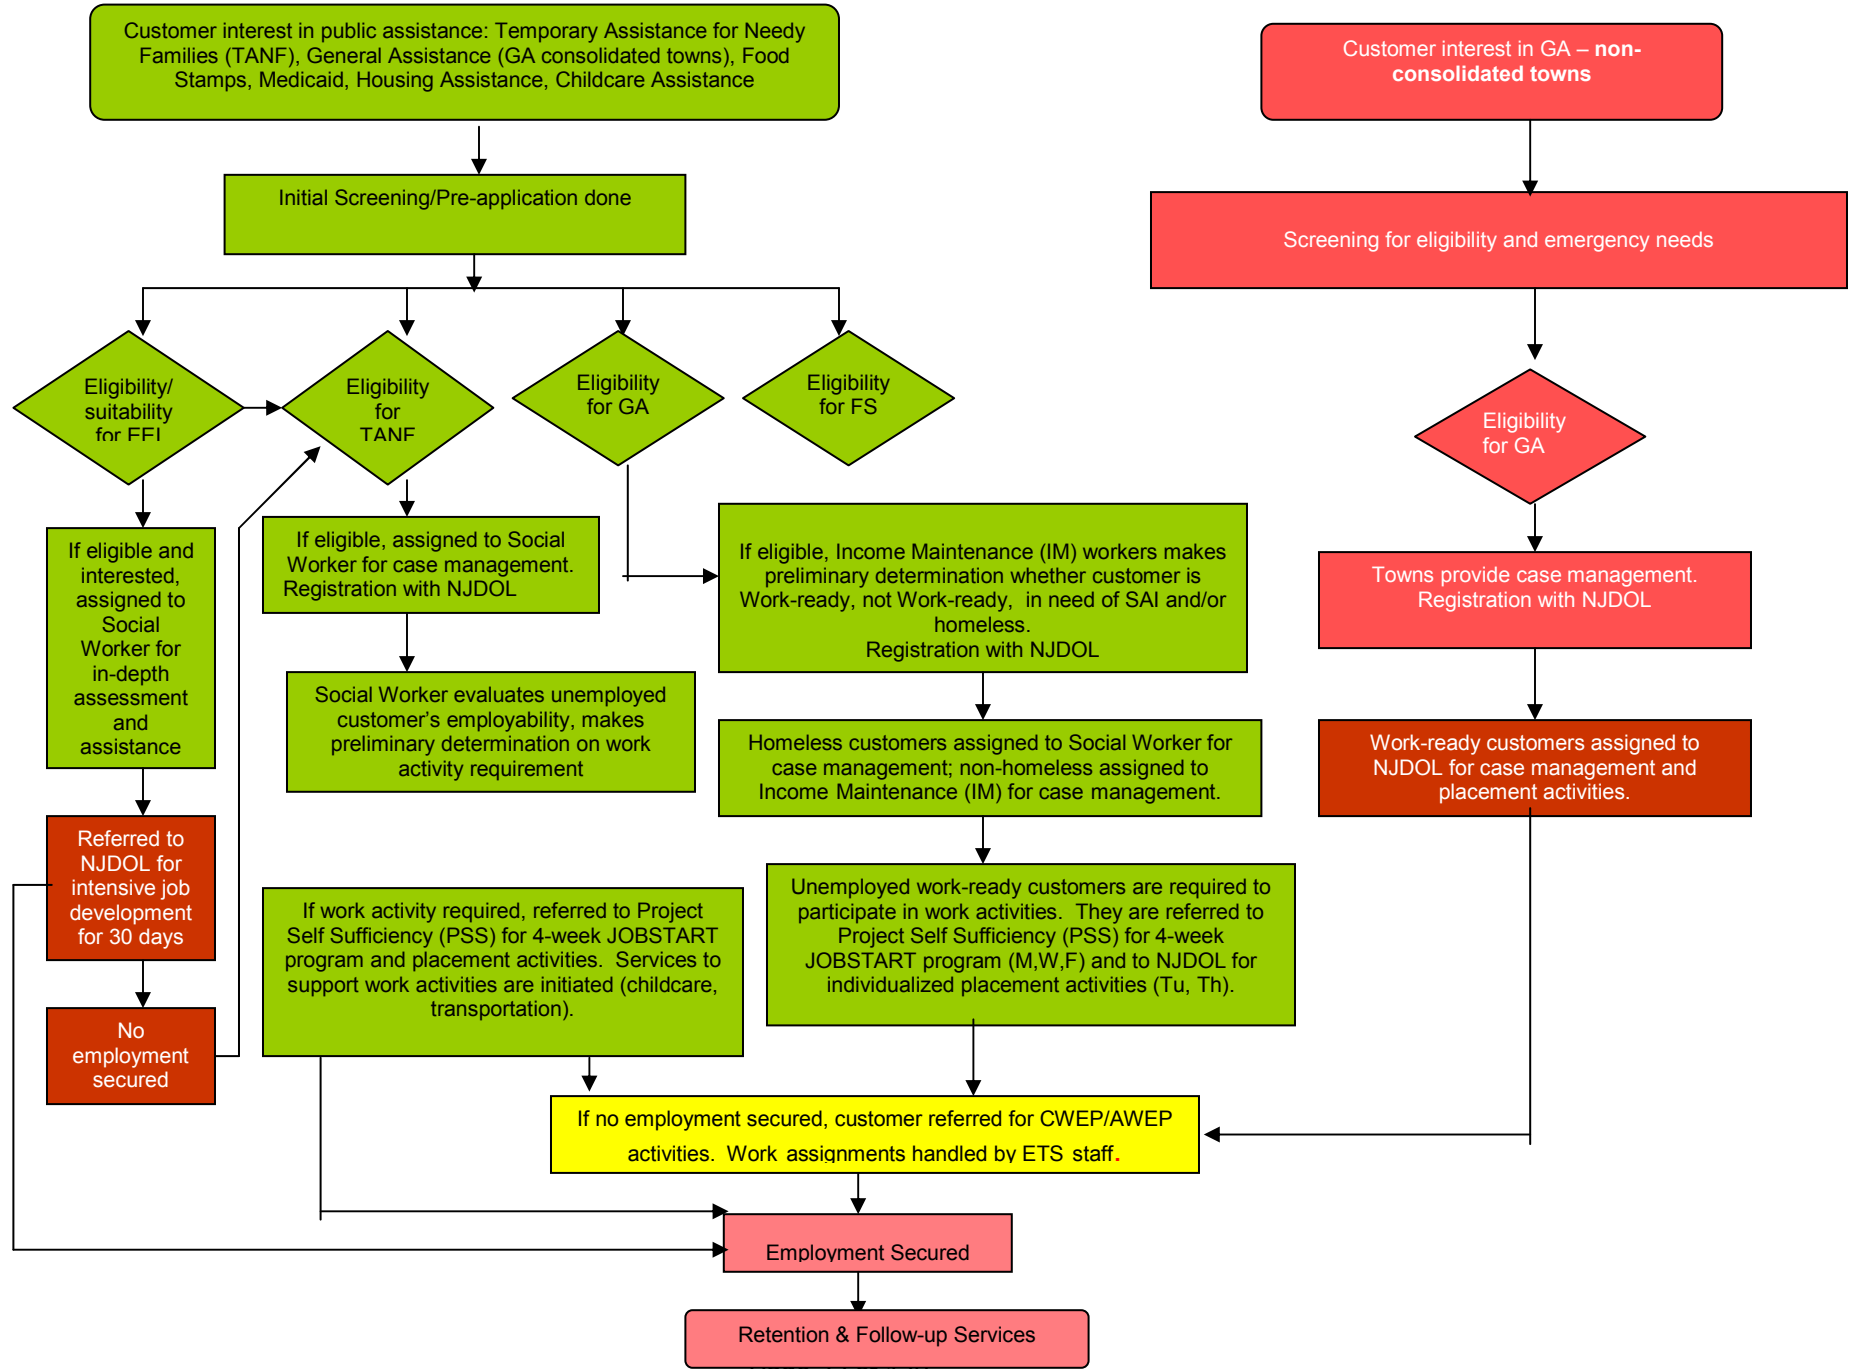 Customer interest in public assistance: Temporary Assistance for Needy
Families (TANF), General Assistance (GA consolidated towns), Food
Stamps, Medicaid, Housing Assistance, Childcare Assistance
Customer interest in GA – non-
consolidated towns
Initial Screening/Pre-application done
Screening for eligibility and emergency needs
Eligibility/
suitability
for EEI
Eligibility
for
TANF
Eligibility
for GA
Eligibility
for FS
Eligibility
for GA
If eligible and
interested,
assigned to
Social
Worker for
in-depth
assessment
and
assistance
If eligible, assigned to Social
Worker for case management.
Registration with NJDOL
If eligible, Income Maintenance (IM) workers makes
preliminary determination whether customer is
Work-ready, not Work-ready, in need of SAI and/or
homeless.
Registration with NJDOL
Towns provide case management.
Registration with NJDOL
Social Worker evaluates unemployed
customer's employability, makes
preliminary determination on work
activity requirement
Homeless customers assigned to Social Worker for
case management; non-homeless assigned to
Income Maintenance (IM) for case management.
Work-ready customers assigned to
NJDOL for case management and
placement activities.
Referred to
NJDOL for
intensive job
development
for 30 days
If work activity required, referred to Project
Self Sufficiency (PSS) for 4-week JOBSTART
program and placement activities. Services to
support work activities are initiated (childcare,
transportation).
Unemployed work-ready customers are required to
participate in work activities. They are referred to
Project Self Sufficiency (PSS) for 4-week
JOBSTART program (M,W,F) and to NJDOL for
individualized placement activities (Tu, Th).
No
employment
secured
If no employment secured, customer referred for CWEP/AWEP
activities. Work assignments handled by ETS staff.
Employment Secured
Retention & Follow-up Services